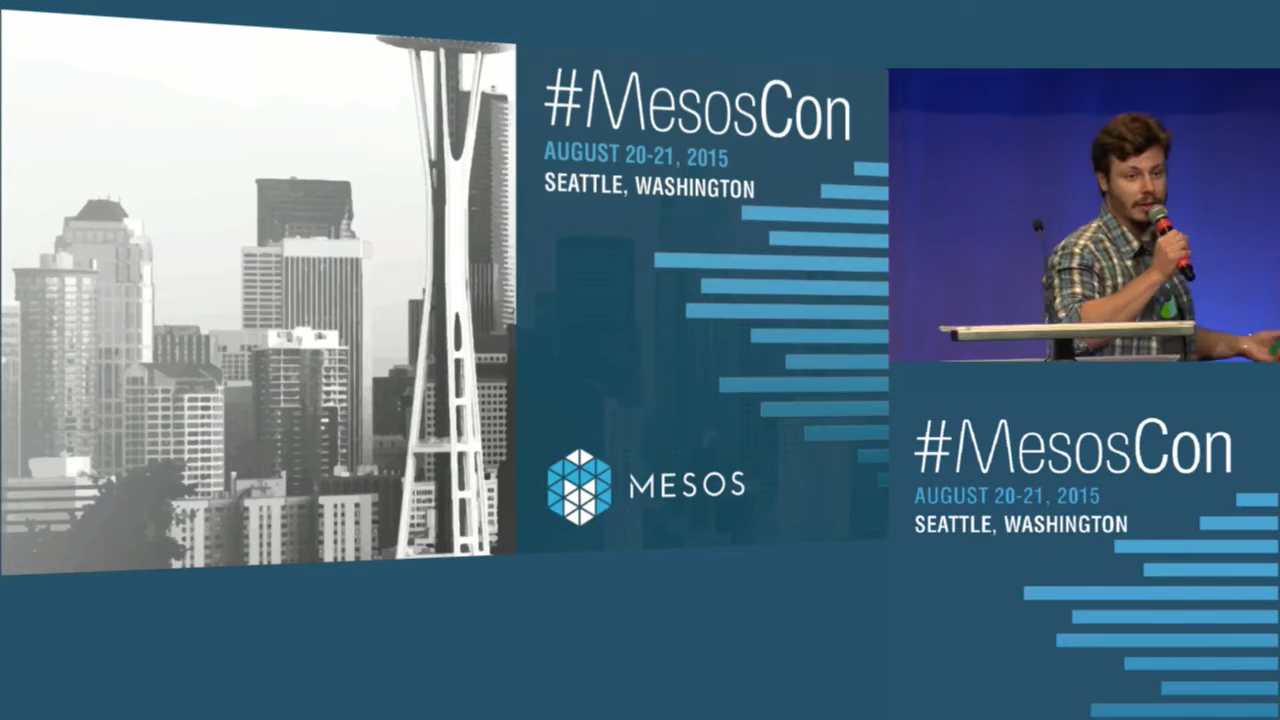 #MesosCon
AUGUST 20-21, 2015
SEATTLE, WASHINGTON
MESOS
#MesosCon
AUGUST 20-21, 2015
SEATTLE, WASHINGTON